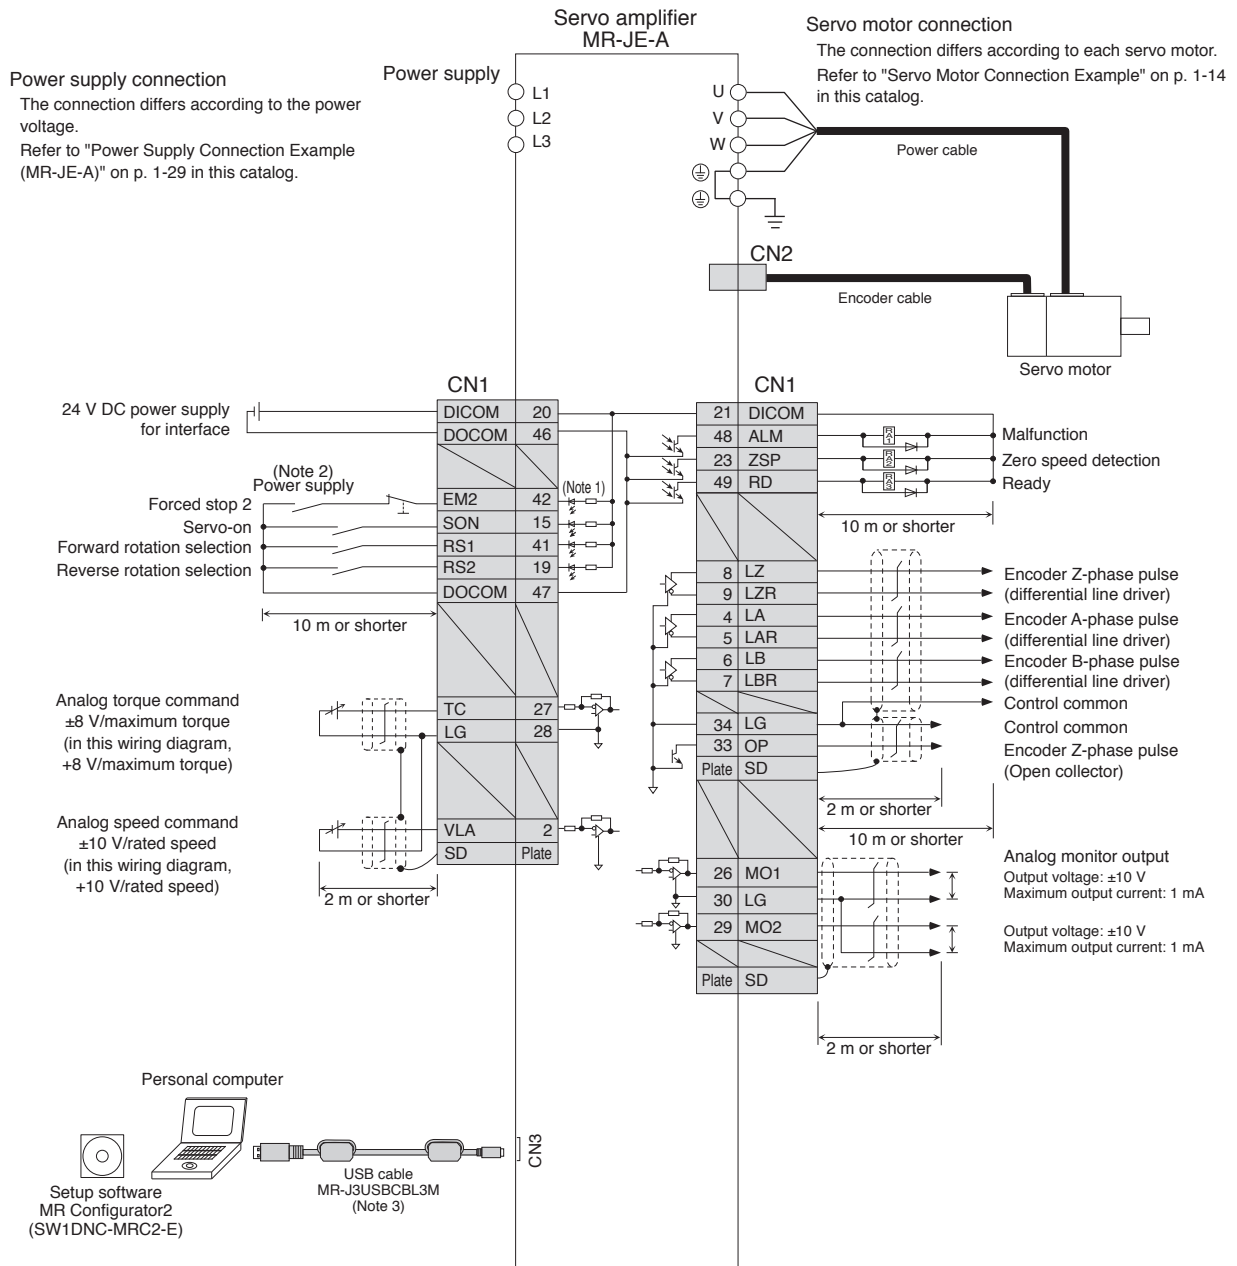 Servo amplifier
MR-JE-A
Power supply connection
The connection differs according to the power
voltage.
Refer to "Power Supply Connection Example
(MR-JE-A)" on p. 1-29 in this catalog.
Power supply
L1
L2
L3
Servo motor connection
The connection differs according to each servo motor.
Refer to "Servo Motor Connection Example" on p. 1-14
in this catalog.
U
V
W
Power cable
CN2
Encoder cable
Servo motor
CN1
24 V DC power supply
for interface
DICOM 20
DOCOM 46
(Note 2)
Power supply
Forced stop 2
EM2 42
(Note 1)
Servo-on
SON 15
Forward rotation selection
RS1 41
Reverse rotation selection
RS2 19
DOCOM 47
10 m or shorter
Analog torque command
±8 V/maximum torque
(in this wiring diagram,
+8 V/maximum torque)
TC 27
LG 28
Analog speed command
±10 V/rated speed
(in this wiring diagram,
+10 V/rated speed)
VLA 2
SD Plate
2 m or shorter
CN1
21 DICOM
48 ALM
RA1
Malfunction
23 ZSP
RA2
Zero speed detection
49 RD
RA3
Ready
10 m or shorter
8 LZ
Encoder Z-phase pulse
9 LZR
(differential line driver)
4 LA
Encoder A-phase pulse
5 LAR
(differential line driver)
6 LB
Encoder B-phase pulse
7 LBR
(differential line driver)
Control common
34 LG
Control common
33 OP
Encoder Z-phase pulse
Plate SD
(Open collector)
2 m or shorter
10 m or shorter
26 MO1
30 LG
29 MO2
Plate SD
Analog monitor output
Output voltage: ±10 V
Maximum output current: 1 mA
Output voltage: ±10 V
Maximum output current: 1 mA
2 m or shorter
Personal computer
Setup software
MR Configurator2
(SW1DNC-MRC2-E)
USB cable
MR-J3USBCBL3M
(Note 3)
CN3